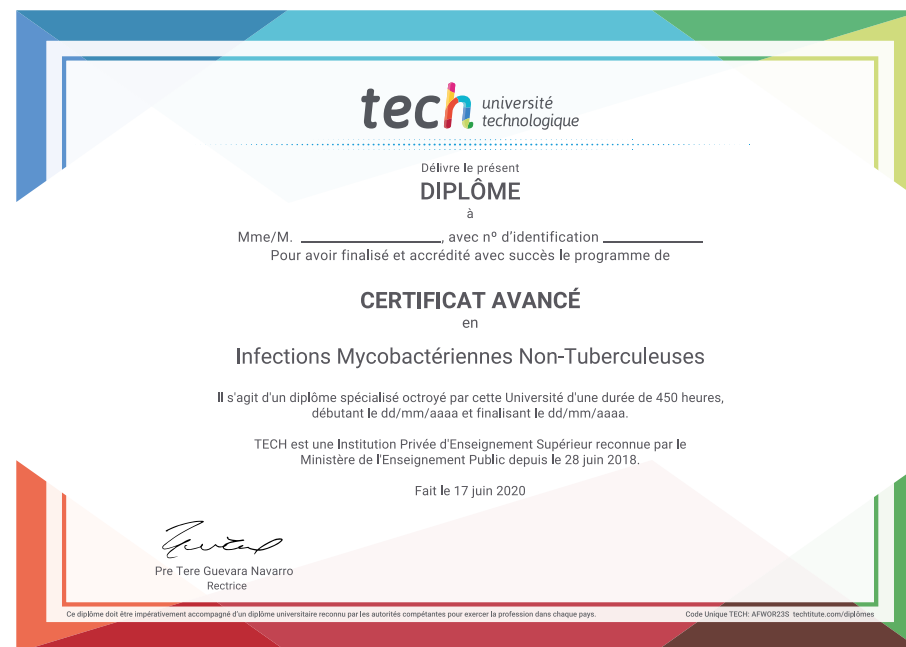 tech université
technologique
Délivre le présent
DIPLÔME
à
Mme/M. ____________________, avec nº d'identification ______________
Pour avoir finalisé et accrédité avec succès le programme de
CERTIFICAT AVANCÉ
en
Infections Mycobactériennes Non-Tuberculeuses
Il s'agit d'un diplôme spécialisé octroyé par cette Université d'une durée de 450 heures,
débutant le dd/mm/aaaa et finalisant le dd/mm/aaaa.
TECH est une Institution Privée d'Enseignement Supérieur reconnue par le
Ministère de l'Enseignement Public depuis le 28 juin 2018.
Fait le 17 juin 2020
Pre Tere Guevara Navarro
Rectrice
Ce diplôme doit être impérativement accompagné d'un diplôme universitaire reconnu par les autorités compétentes pour exercer la profession dans chaque pays.
Code Unique TECH: AFWOR23S techtitute.com/diplômes